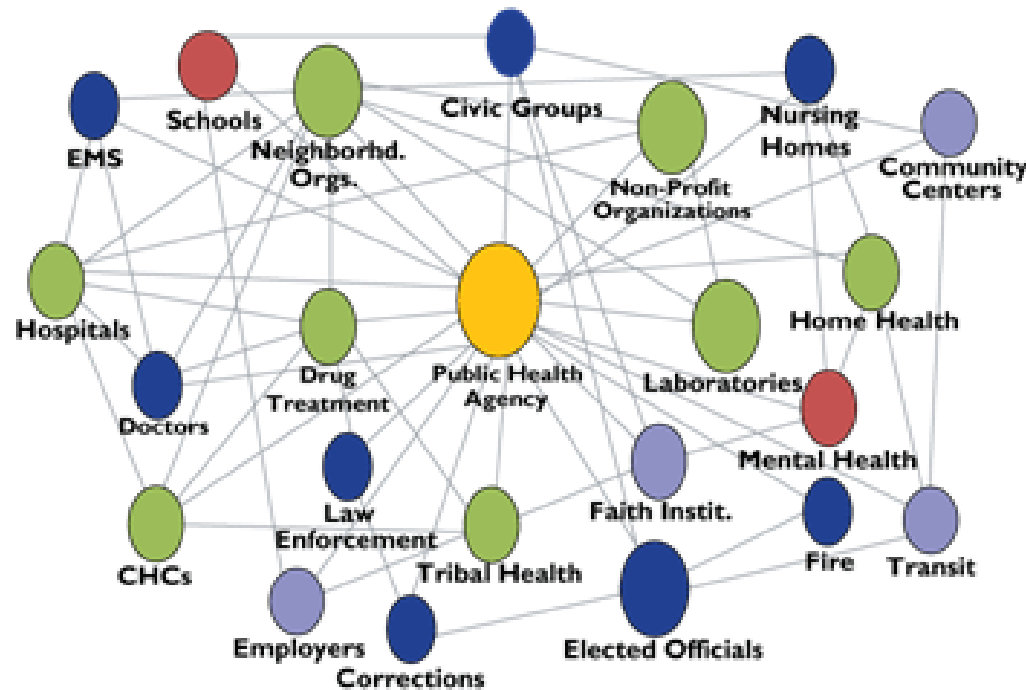 Civic Groups
Schools
Nursing
Homes
EMS
Neighborhd.
Orgs.
Community
Centers
Non-Profit
Organizations
Hospitals
Home Health
Drug
Treatment
Public Health
Agency
Laboratories
Doctors
Mental Health
Law
Enforcement
Faith Instit.
Fire
Transit
CHCs
Tribal Health
Employers
Elected Officials
Corrections